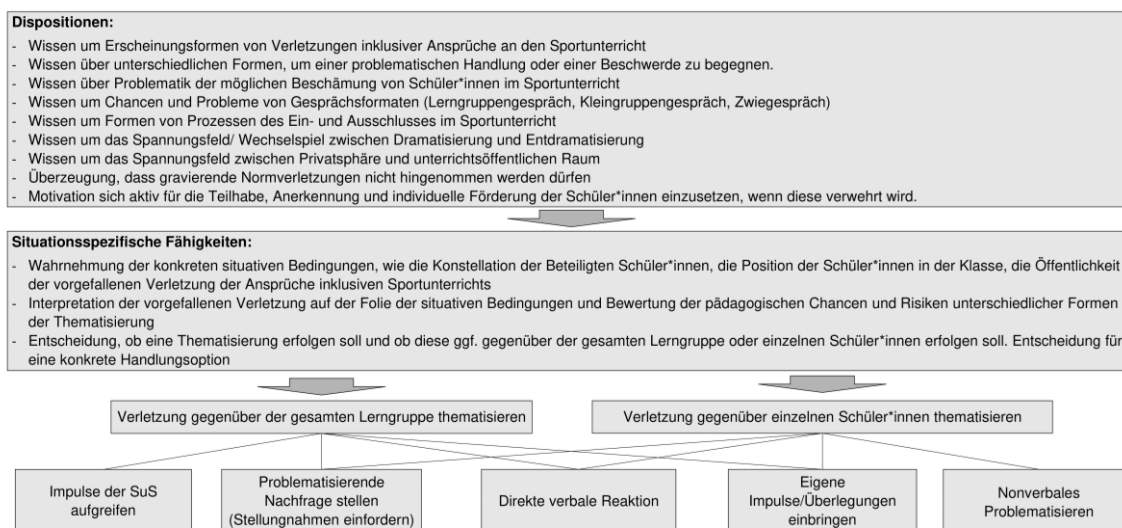 Dispositionen:
- Wissen um Erscheinungsformen von Verletzungen inklusiver Ansprüche an den Sportunterricht
- Wissen über unterschiedlichen Formen, um einer problematischen Handlung oder einer Beschwerde zu begegnen.
- Wissen über Problematik der möglichen Beschämung von Schüler*innen im Sportunterricht
- Wissen um Chancen und Probleme von Gesprächsformaten (Lerngruppengespräch, Kleingruppengespräch, Zwiegespräch)
- Wissen um Formen von Prozessen des Ein- und Ausschlusses im Sportunterricht
- Wissen um das Spannungsfeld/ Wechselspiel zwischen Dramatisierung und Entdramatisierung
- Wissen um das Spannungsfeld zwischen Privatsphäre und unterrichtsöffentlichen Raum
- Überzeugung, dass gravierende Normverletzungen nicht hingenommen werden dürfen
- Motivation sich aktiv für die Teilhabe, Anerkennung und individuelle Förderung der Schüler*innen einzusetzen, wenn diese verwehrt wird.
Situationsspezifische Fähigkeiten:
- Wahrnehmung der konkreten situativen Bedingungen, wie die Konstellation der Beteiligten Schüler*innen, die Position der Schüler*innen in der Klasse, die Öffentlichkeit
der vorgefallenen Verletzung der Ansprüche inklusiven Sportunterrichts
- Interpretation der vorgefallenen Verletzung auf der Folie der situativen Bedingungen und Bewertung der pädagogischen Chancen und Risiken unterschiedlicher Formen
der Thematisierung
- Entscheidung, ob eine Thematisierung erfolgen soll und ob diese ggf. gegenüber der gesamten Lerngruppe oder einzelnen Schüler*innen erfolgen soll. Entscheidung für
eine konkrete Handlungsoption
Verletzung gegenüber der gesamten Lerngruppe thematisieren
Verletzung gegenüber einzelnen Schüler*innen thematisieren
Impulse der SuS
aufgreifen
Problematisierende
Nachfrage stellen
(Stellungnahmen einfordern)
Direkte verbale Reaktion
Eigene
Impulse/Überlegungen
einbringen
Nonverbales
Problematisieren